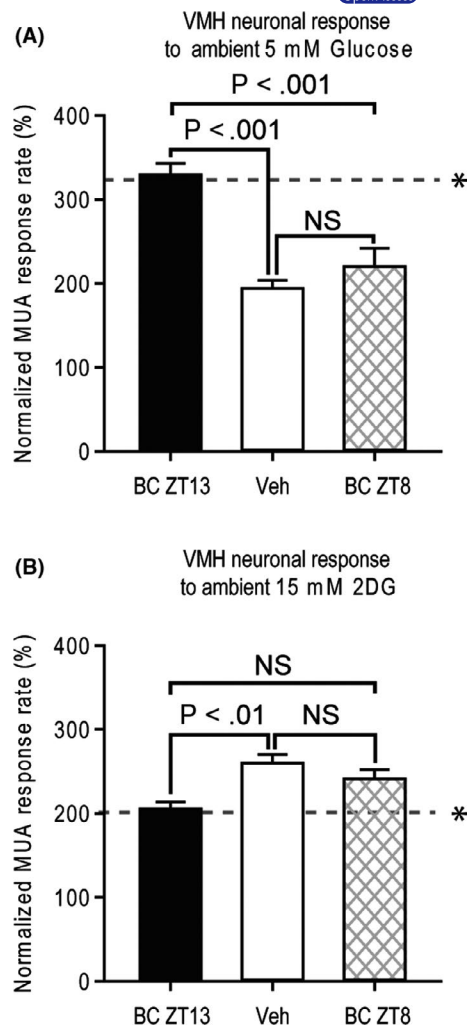 (A)
VMH neuronal response
to ambient 5 mM Glucose
P < .001
P < .001
NS
*
Normalized MUA response rate (%)
400
300
200
100
0
BC ZT13
Veh
BC ZT8
(B)
VMH neuronal response
to ambient 15 mM 2DG
NS
P < .01
NS
*
Normalized MUA response rate (%)
400
300
200
100
0
BC ZT13
Veh
BC ZT8